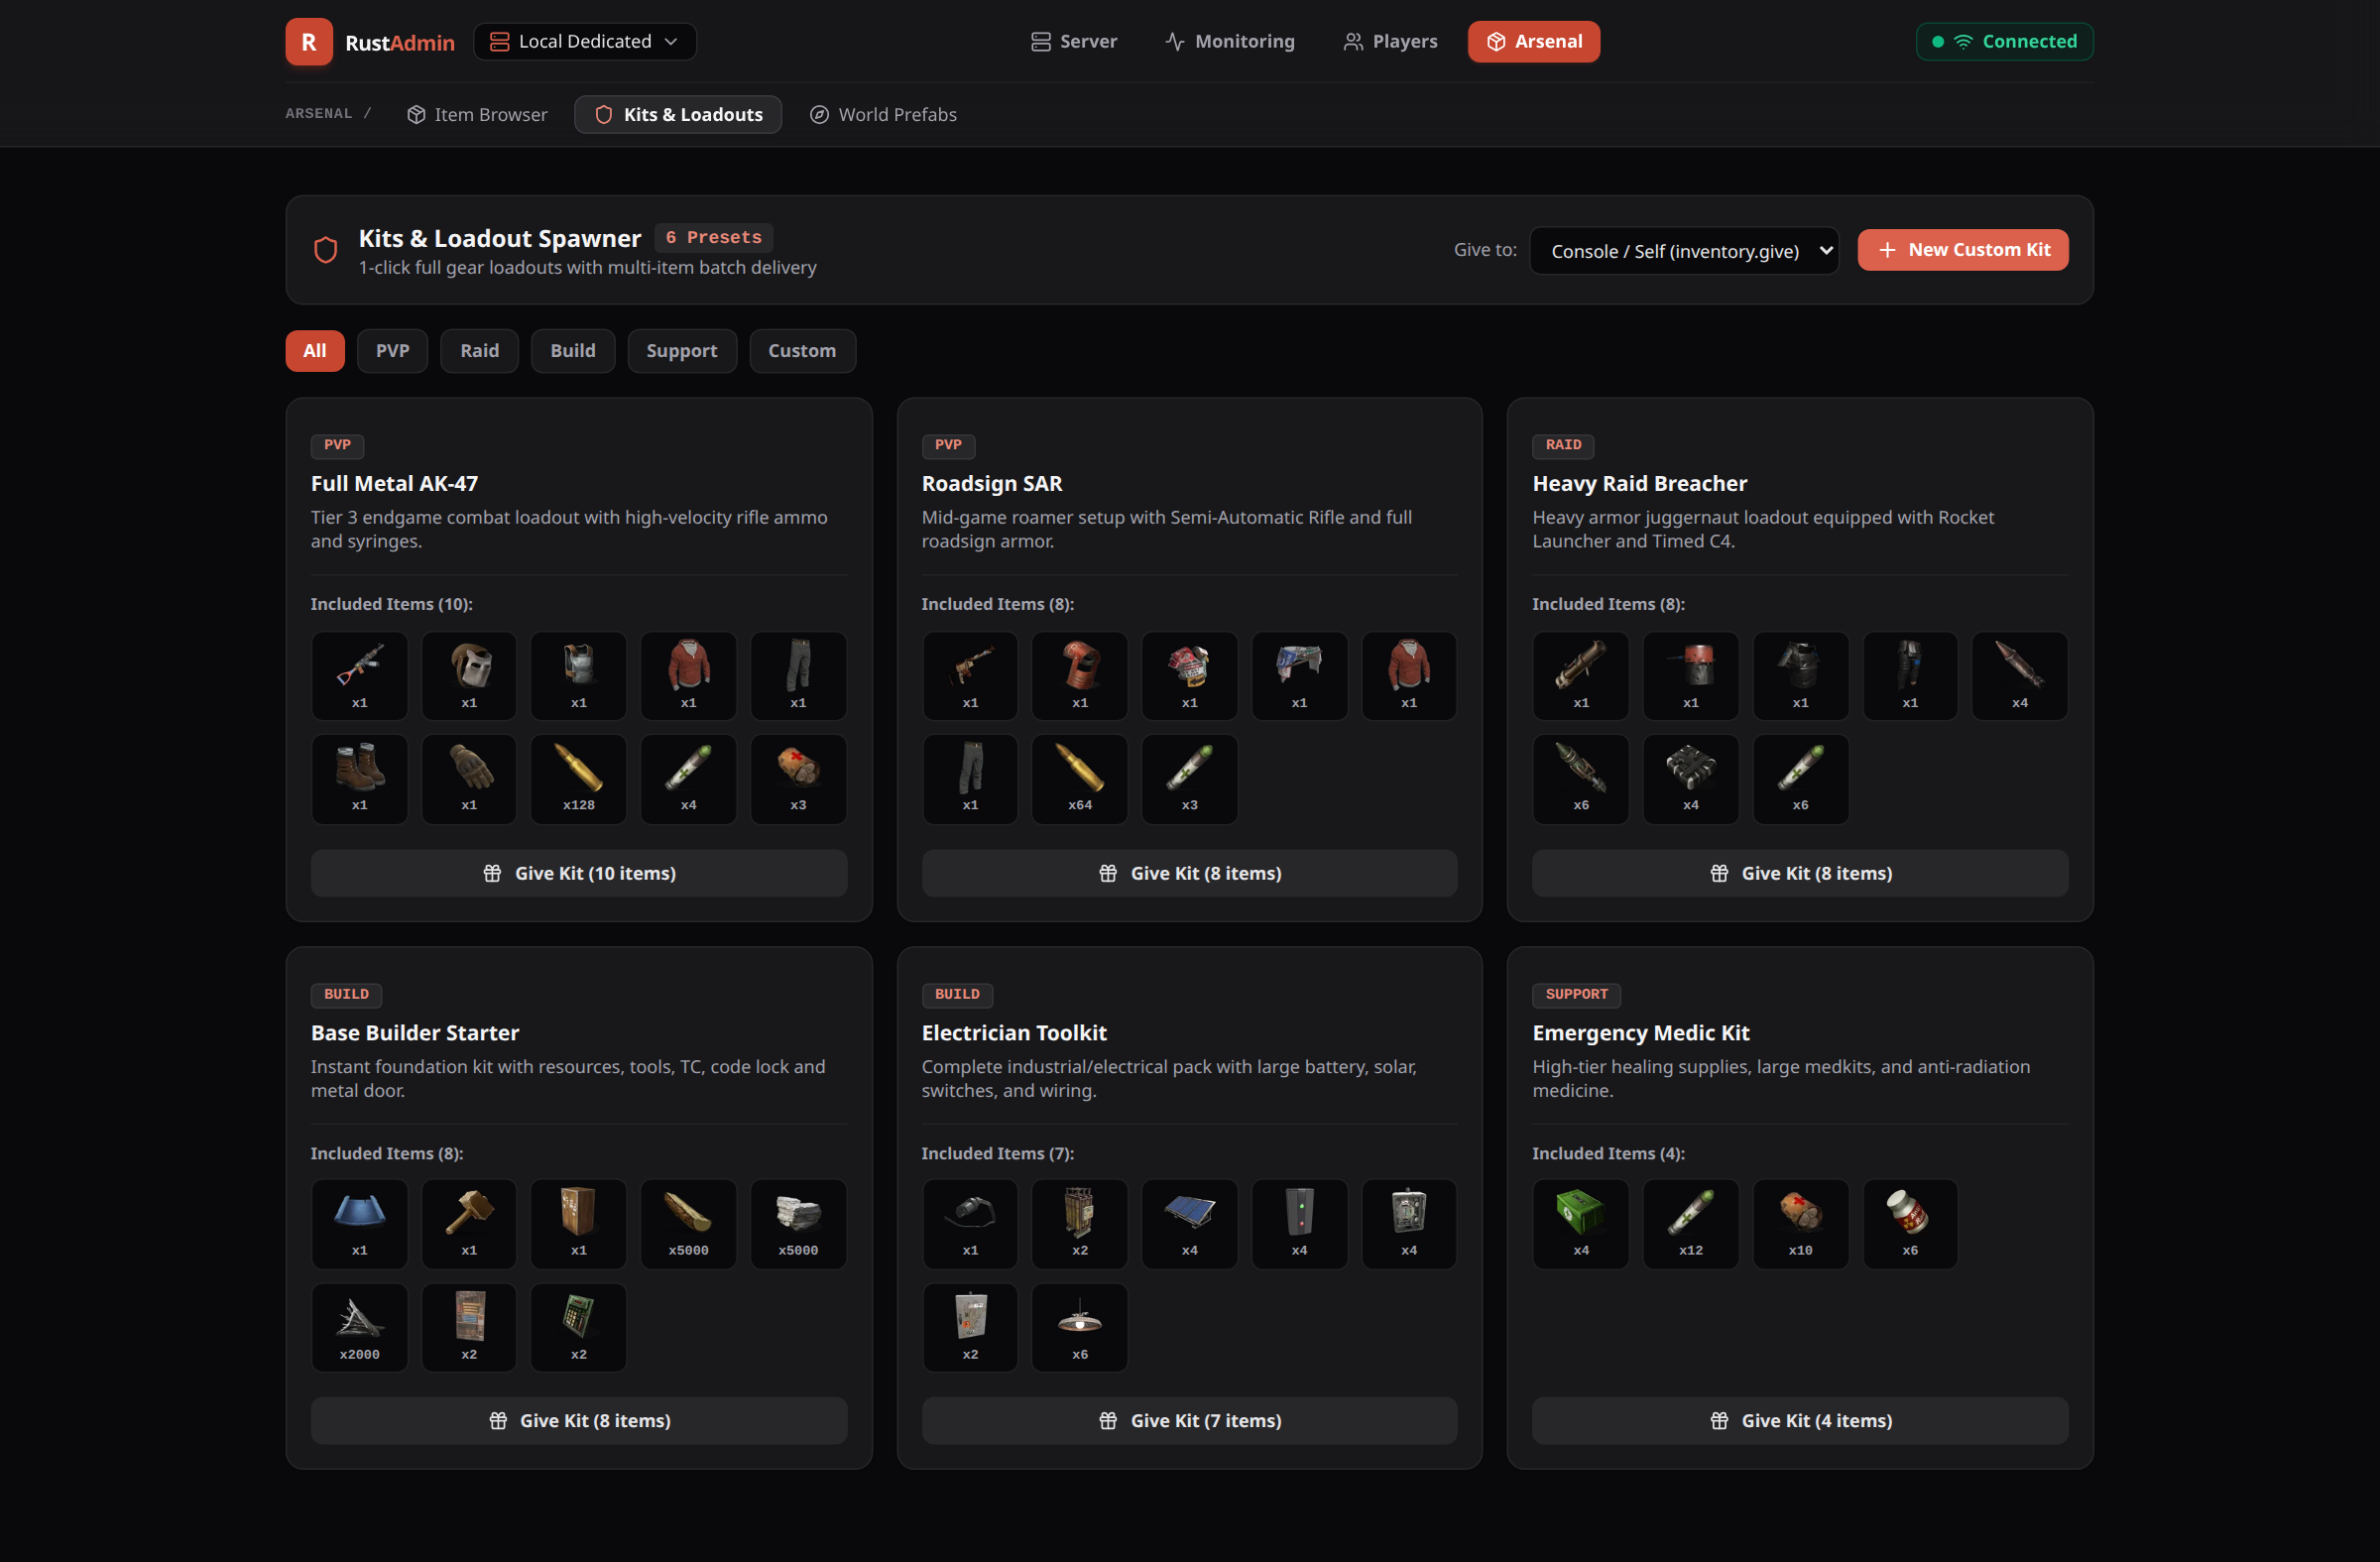 R RustAdmin Local Dedicated Server Monitoring Players Arsenal Connected
ARSENAL / Item Browser Kits & Loadouts World Prefabs
Kits & Loadout Spawner 6 Presets
1-click full gear loadouts with multi-item batch delivery
Give to: Console / Self (inventory.give) New Custom Kit
All PVP Raid Build Support Custom
PVP
Full Metal AK-47
Tier 3 endgame combat loadout with high-velocity rifle ammo
and syringes.
Included Items (10):
x1 x1 x1 x1 x1
x1 x1 x128 x4 x3
Give Kit (10 items)
PVP
Roadsign SAR
Mid-game roamer setup with Semi-Automatic Rifle and full
roadsign armor.
Included Items (8):
x1 x1 x1 x1 x1
x1 x64 x3
Give Kit (8 items)
RAID
Heavy Raid Breacher
Heavy armor juggernaut loadout equipped with Rocket
Launcher and Timed C4.
Included Items (8):
x1 x1 x1 x1 x4
x6 x4 x6
Give Kit (8 items)
BUILD
Base Builder Starter
Instant foundation kit with resources, tools, TC, code lock and
metal door.
Included Items (8):
x1 x1 x1 x5000 x5000
x2000 x2 x2
Give Kit (8 items)
BUILD
Electrician Toolkit
Complete industrial/electrical pack with large battery, solar,
switches, and wiring.
Included Items (7):
x1 x2 x4 x4 x4
x2 x6
Give Kit (7 items)
SUPPORT
Emergency Medic Kit
High-tier healing supplies, large medkits, and anti-radiation
medicine.
Included Items (4):
x4 x12 x10 x6
Give Kit (4 items)